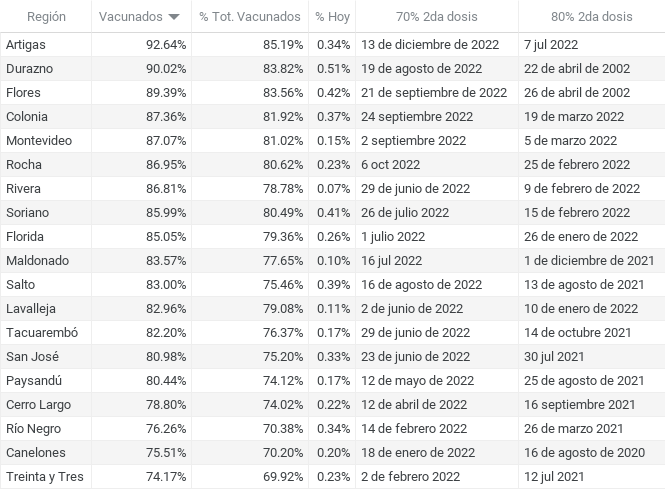 Región Vacunados % Tot. Vacunados % Hoy 70% 2da dosis 80% 2da dosis
Artigas 92.64% 85.19% 0.34% 13 de diciembre de 2022 7 jul 2022
Durazno 90.02% 83.82% 0.51% 19 de agosto de 2022 22 de abril de 2002
Flores 89.39% 83.56% 0.42% 21 de septiembre de 2022 26 de abril de 2002
Colonia 87.36% 81.92% 0.37% 24 septiembre 2022 19 de marzo de 2022
Montevideo 87.07% 81.02% 0.15% 2 septiembre 2022 5 de marzo de 2022
Rocha 86.95% 80.62% 0.23% 6 oct 2022 25 de febrero de 2022
Rivera 86.81% 78.78% 0.07% 29 de junio de 2022 9 de febrero de 2022
Soriano 85.99% 80.49% 0.41% 26 de julio 2022 15 de febrero de 2022
Florida 85.05% 79.36% 0.26% 1 julio 2022 26 de enero de 2022
Maldonado 83.57% 77.65% 0.10% 16 jul 2022 1 de diciembre de 2021
Salto 83.00% 75.46% 0.39% 16 de agosto de 2022 13 de agosto de 2021
Lavalleja 82.96% 79.08% 0.11% 2 de junio de 2022 10 de enero de 2022
Tacuarembó 82.20% 76.37% 0.17% 29 de junio de 2022 14 de octubre 2021
San José 80.98% 75.20% 0.33% 23 de junio de 2022 30 jul 2021
Paysandú 80.44% 74.12% 0.17% 12 de mayo de 2022 25 de agosto de 2021
Cerro Largo 78.80% 74.02% 0.22% 12 de abril de 2022 16 septiembre 2021
Río Negro 76.26% 70.38% 0.34% 14 de febrero 2022 26 de marzo 2021
Canelones 75.51% 70.20% 0.20% 18 de enero de 2022 16 de agosto de 2020
Treinta y Tres 74.17% 69.92% 0.23% 2 de febrero 2022 12 jul 2021